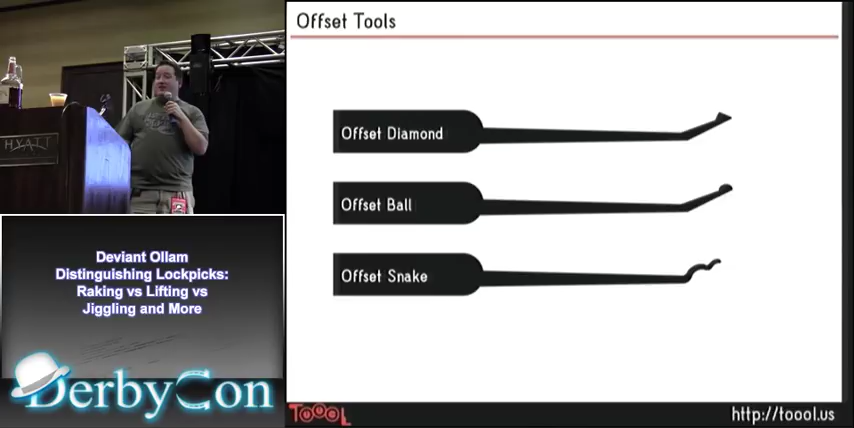 Offset Tools
Offset Diamond
Offset Ball
Offset Snake
HYATT
Deviant Ollam
Distinguishing Lockpicks:
Raking vs Lifting vs
Jiggling and More
DerbyCon
TOOOL
http://toool.us